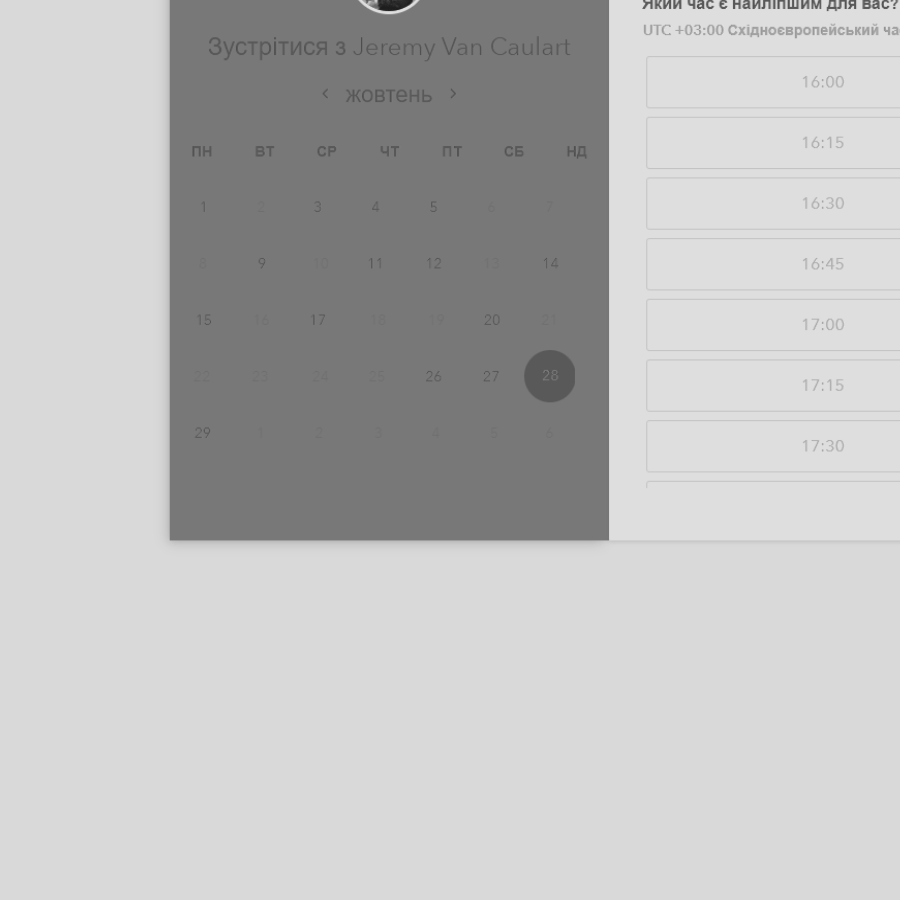 Зустрітися з Jeremy Van Caulart
жовтень
ПН ВТ СР ЧТ ПТ СБ НД
1 2 3 4 5 6 7
8 9 10 11 12 13 14
15 16 17 18 19 20 21
22 23 24 25 26 27 28
29 1 2 3 4 5 6
Який час є найліпшим для вас?
UTC +03:00 Східноєвропейський
16:00
16:15
16:30
16:45
17:00
17:15
17:30